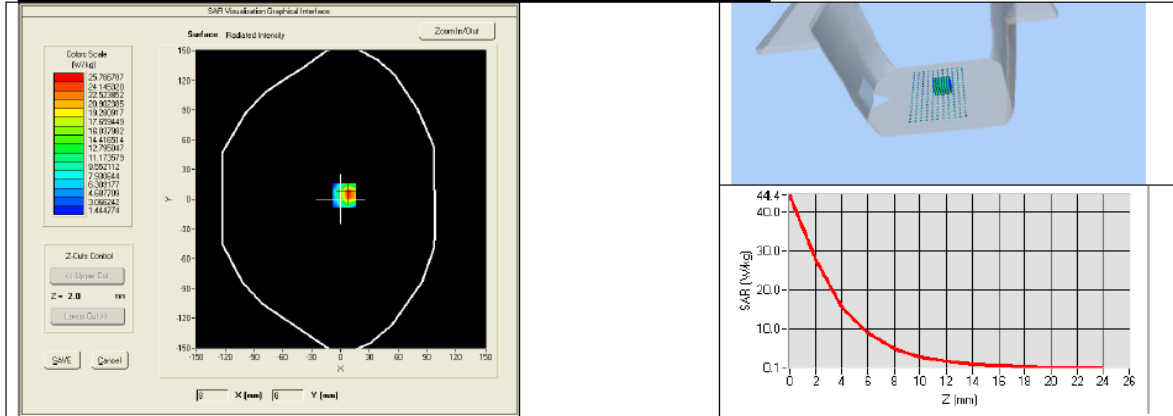 SAR Visualisation Graphical Interface
Surface Radiated Intensity
Zoom In/Out
Colors Scale
(W/kg)
25.766787
24.145320
22.523852
20.902385
19.280917
17.659449
16.037982
14.416514
12.795047
11.173579
9.552112
7.930644
6.309177
4.687709
3.066242
1.444774
Z-Cuts Control
<< Upper Cut
Z = 2.0 mm
Lower Cut >>
SAVE Cancel
Y
150
120
90
60
30
0
-30
-60
-90
-120
-150
-150 -120 -90 -60 -30 0 30 60 90 120 150
X
8 X (mm) 8 Y (mm)
SAR (W/kg)
44.4
40.0
30.0
20.0
10.0
0.1
0 2 4 6 8 10 12 14 16 18 20 22 24 26
Z (mm)